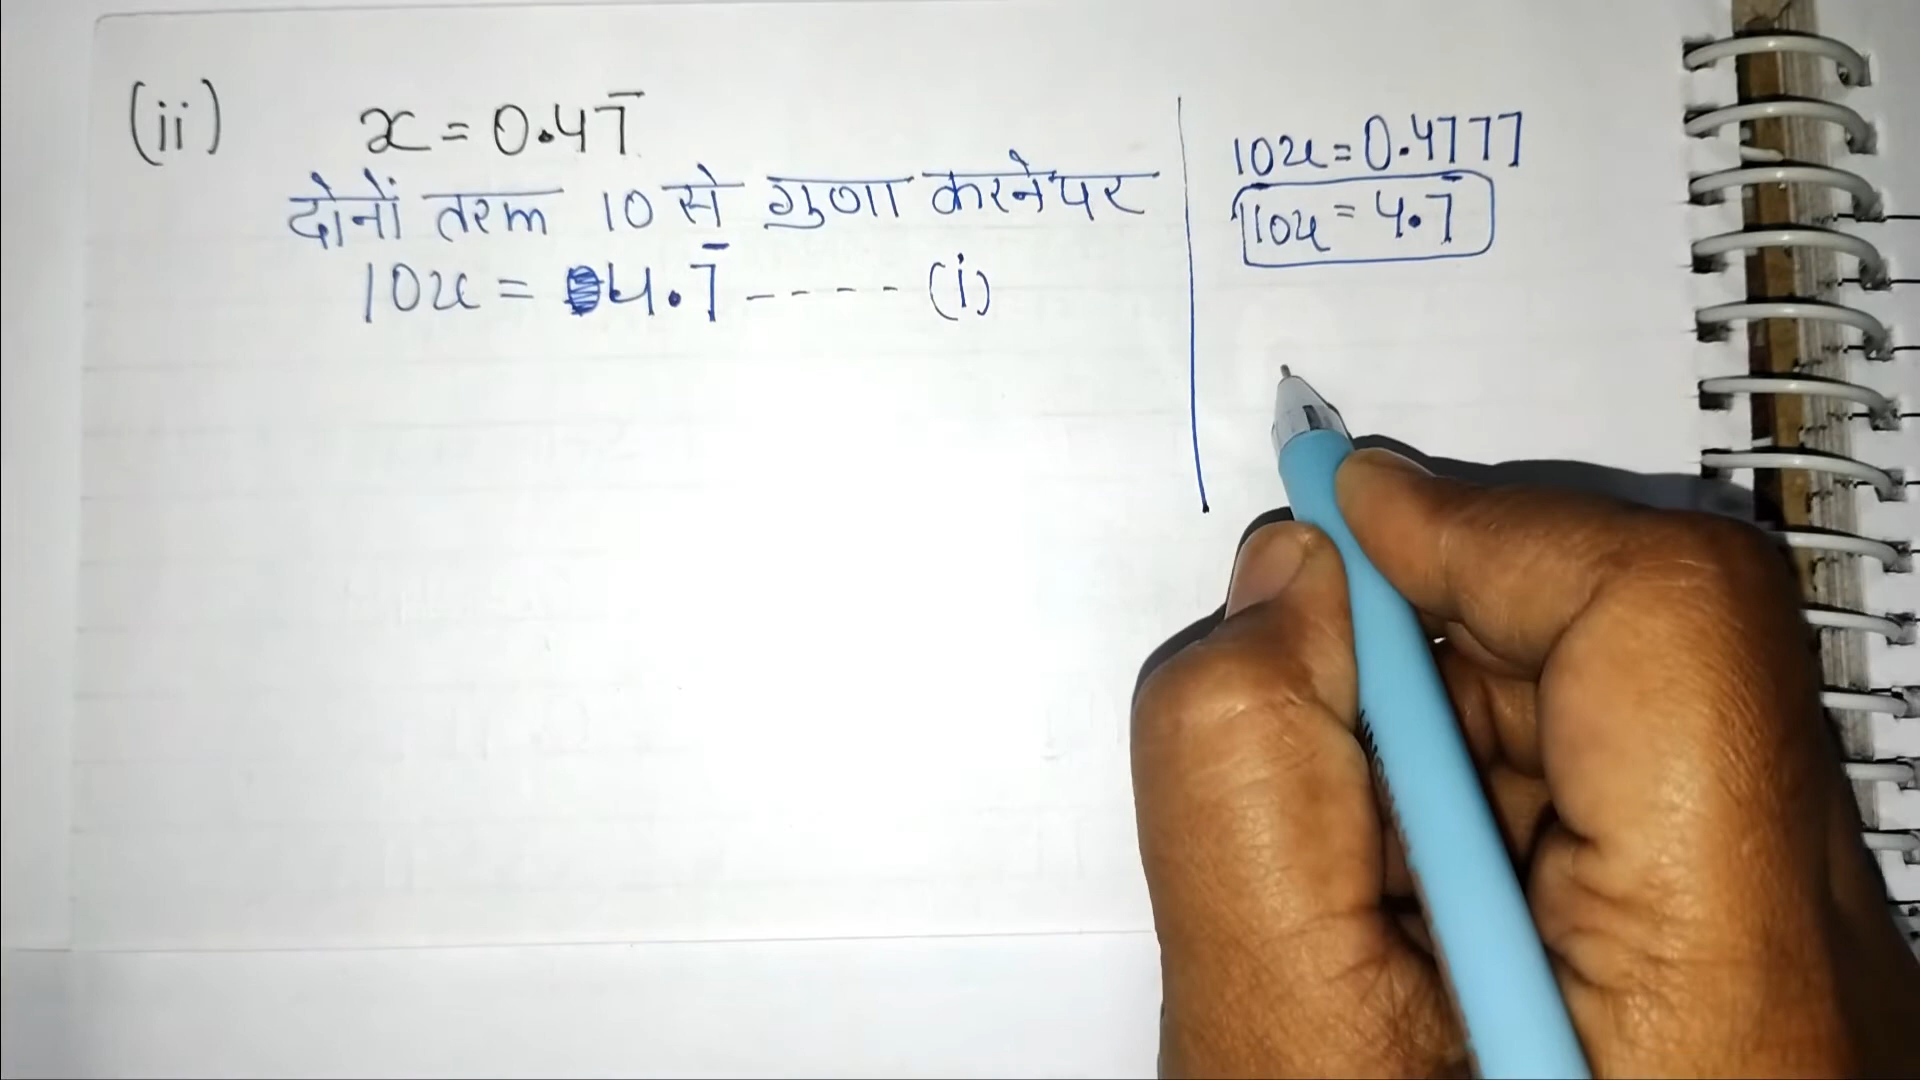 (ii) x = 0.47̄
दोनों तरफ 10 से गुणा करने पर
10x = 4.7̄ ---- (i)
10x = 0.4777
10x = 4.7̄